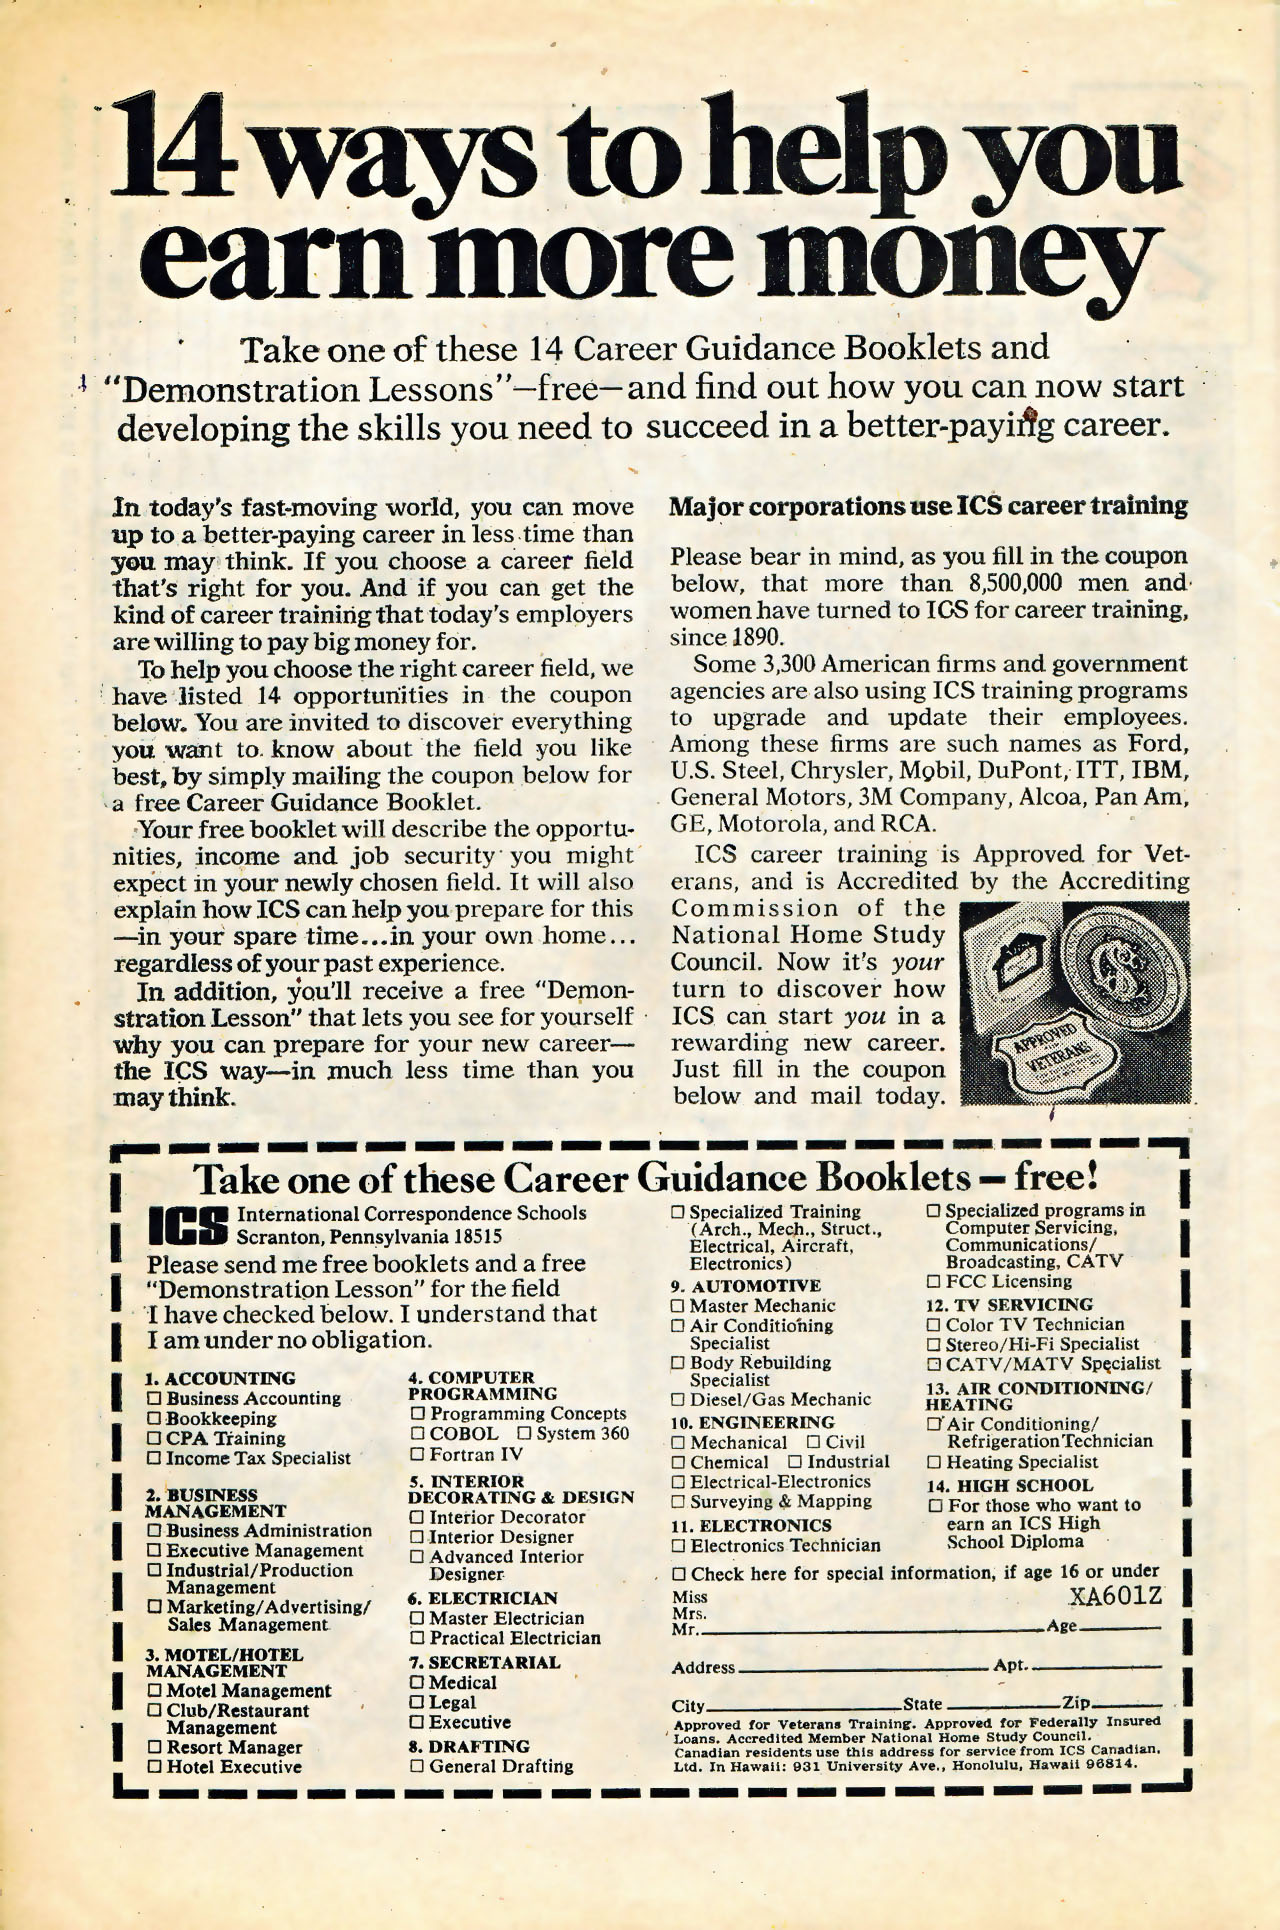 14 ways to help you
earn more money
Take one of these 14 Career Guidance Booklets and
“Demonstration Lessons”—free—and find out how you can now start
developing the skills you need to succeed in a better-paying career.
In today's fast-moving world, you can move
up to a better-paying career in less time than
you may think. If you choose a career field
that's right for you. And if you can get the
kind of career training that today's employers
are willing to pay big money for.
To help you choose the right career field, we
have listed 14 opportunities in the coupon
below. You are invited to discover everything
you want to know about the field you like
best, by simply mailing the coupon below for
a free Career Guidance Booklet.
Your free booklet will describe the opportu-
nities, income and job security you might
expect in your newly chosen field. It will also
explain how ICS can help you prepare for this
—in your spare time...in your own home...
regardless of your past experience.
In addition, you'll receive a free “Demon-
stration Lesson” that lets you see for yourself
why you can prepare for your new career—
the ICS way—in much less time than you
may think.
Major corporations use ICS career training
Please bear in mind, as you fill in the coupon
below, that more than 8,500,000 men and
women have turned to ICS for career training,
since 1890.
Some 3,300 American firms and government
agencies are also using ICS training programs
to upgrade and update their employees.
Among these firms are such names as Ford,
U.S. Steel, Chrysler, Mobil, DuPont, ITT, IBM,
General Motors, 3M Company, Alcoa, Pan Am,
GE, Motorola, and RCA.
ICS career training is Approved for Vet-
erans, and is Accredited by the Accrediting
Commission of the
National Home Study
Council. Now it's your
turn to discover how
ICS can start you in a
rewarding new career.
Just fill in the coupon
below and mail today.
APPROVED
VETERANS
Take one of these Career Guidance Booklets – free!
ICS International Correspondence Schools
Scranton, Pennsylvania 18515
Please send me free booklets and a free
“Demonstration Lesson” for the field
I have checked below. I understand that
I am under no obligation.
1. ACCOUNTING
☐ Business Accounting
☐ Bookkeeping
☐ CPA Training
☐ Income Tax Specialist
2. BUSINESS
MANAGEMENT
☐ Business Administration
☐ Executive Management
☐ Industrial/Production
Management
☐ Marketing/Advertising/
Sales Management
3. MOTEL/HOTEL
MANAGEMENT
☐ Motel Management
☐ Club/Restaurant
Management
☐ Resort Manager
☐ Hotel Executive
4. COMPUTER
PROGRAMMING
☐ Programming Concepts
☐ COBOL ☐ System 360
☐ Fortran IV
5. INTERIOR
DECORATING & DESIGN
☐ Interior Decorator
☐ Interior Designer
☐ Advanced Interior
Designer
6. ELECTRICIAN
☐ Master Electrician
☐ Practical Electrician
7. SECRETARIAL
☐ Medical
☐ Legal
☐ Executive
8. DRAFTING
☐ General Drafting
☐ Specialized Training
(Arch., Mech., Struct.,
Electrical, Aircraft,
Electronics)
9. AUTOMOTIVE
☐ Master Mechanic
☐ Air Conditioning
Specialist
☐ Body Rebuilding
Specialist
☐ Diesel/Gas Mechanic
10. ENGINEERING
☐ Mechanical ☐ Civil
☐ Chemical ☐ Industrial
☐ Electrical-Electronics
☐ Surveying & Mapping
11. ELECTRONICS
☐ Electronics Technician
☐ Specialized programs in
Computer Servicing,
Communications/
Broadcasting, CATV
☐ FCC Licensing
12. TV SERVICING
☐ Color TV Technician
☐ Stereo/Hi-Fi Specialist
☐ CATV/MATV Specialist
13. AIR CONDITIONING/
HEATING
☐ Air Conditioning/
Refrigeration Technician
☐ Heating Specialist
14. HIGH SCHOOL
☐ For those who want to
earn an ICS High
School Diploma
☐ Check here for special information, if age 16 or under
Miss XA601Z
Mrs.
Mr. Age
Address Apt.
City State Zip
Approved for Veterans Training. Approved for Federally Insured
Loans. Accredited Member National Home Study Council.
Canadian residents use this address for service from ICS Canadian,
Ltd. In Hawaii: 931 University Ave., Honolulu, Hawaii 96814.